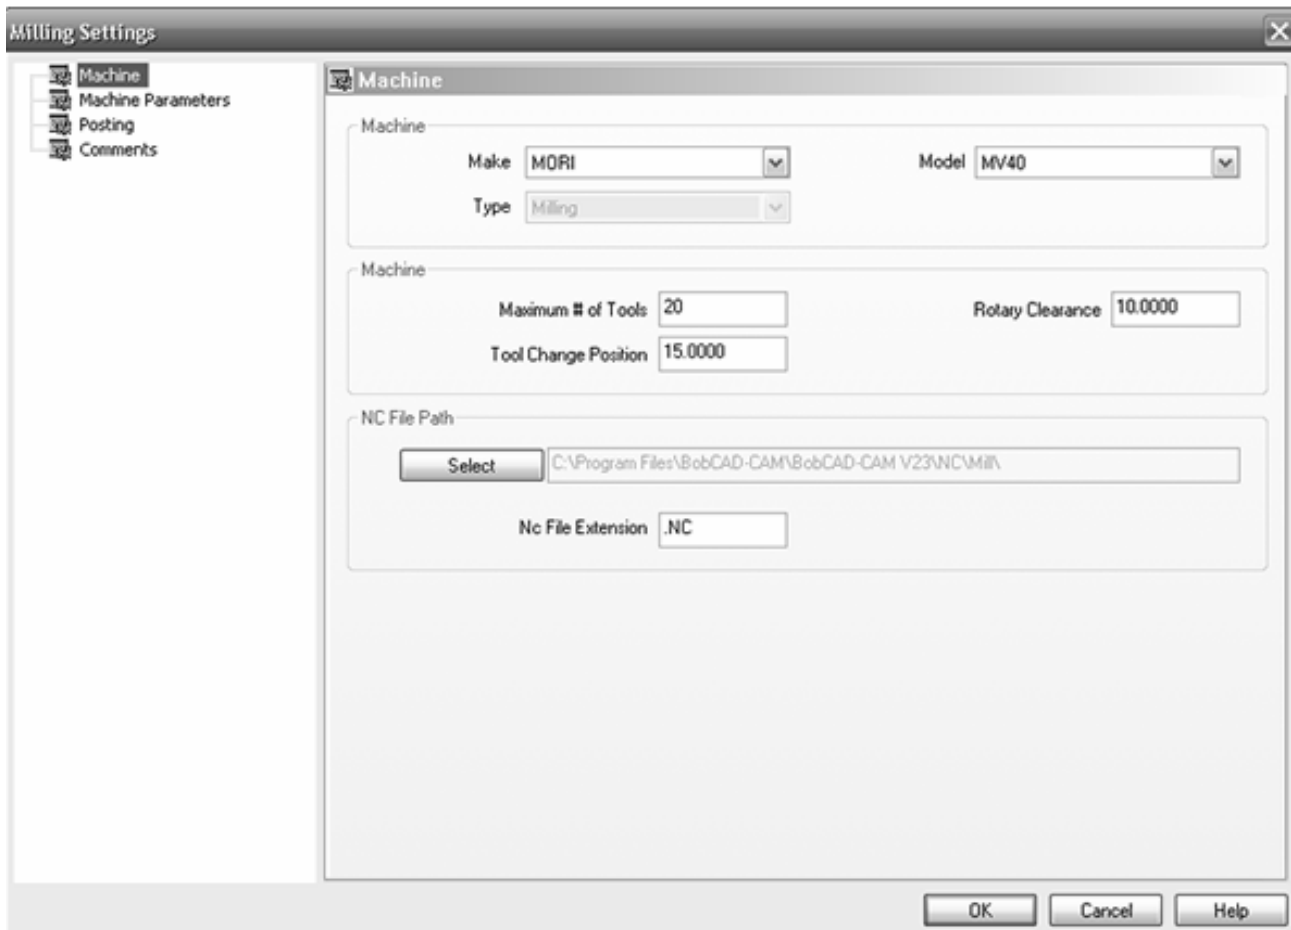 Milling Settings
Machine
Machine Parameters
Posting
Comments
Machine
Machine
Make MORI Model MV40
Type Milling
Machine
Maximum # of Tools 20 Rotary Clearance 10.0000
Tool Change Position 15.0000
NC File Path
Select C:\Program Files\BobCAD-CAM\BobCAD-CAM V23\NC\Mill\
Nc File Extension .NC
OK Cancel Help